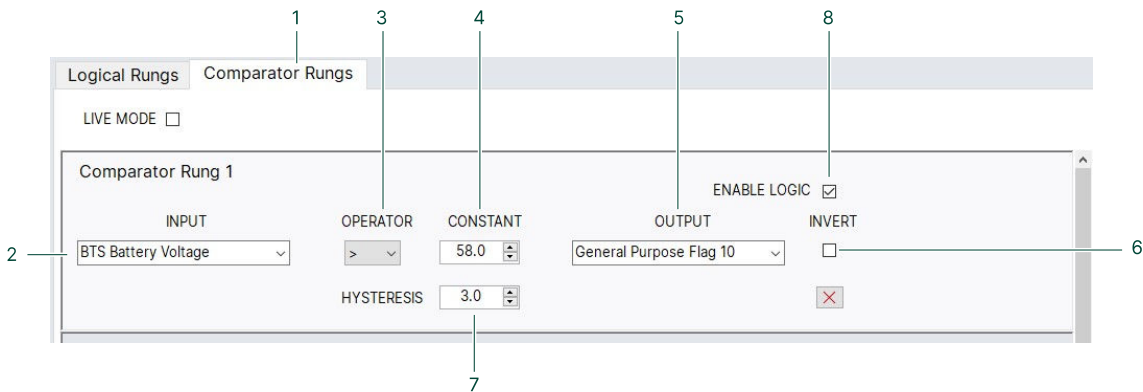 1 3 4 5 8
Logical Rungs Comparator Rungs
LIVE MODE
Comparator Rung 1
ENABLE LOGIC
INPUT OPERATOR CONSTANT OUTPUT INVERT
2 BTS Battery Voltage > 58.0 General Purpose Flag 10 6
HYSTERESIS 3.0
7